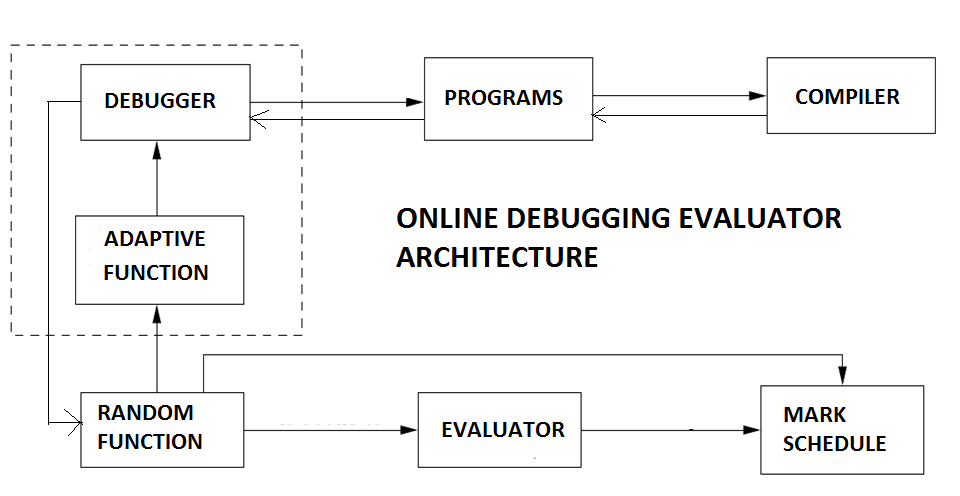 DEBUGGER
PROGRAMS
COMPILER
ADAPTIVE
FUNCTION
ONLINE DEBUGGING EVALUATOR
ARCHITECTURE
RANDOM
FUNCTION
EVALUATOR
MARK
SCHEDULE